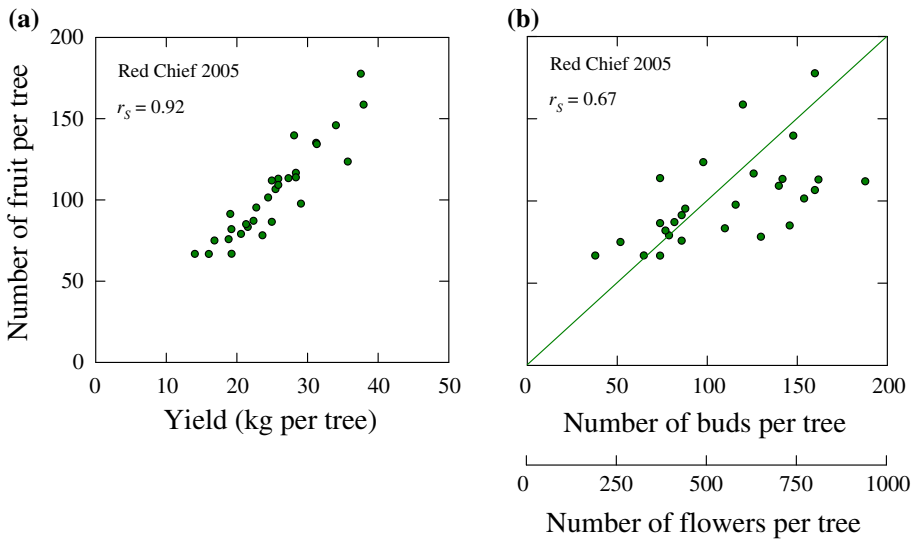 (a)
Red Chief 2005
rS = 0.92
Number of fruit per tree
200
150
100
50
0
0 10 20 30 40 50
Yield (kg per tree)
(b)
Red Chief 2005
rS = 0.67
0 50 100 150 200
Number of buds per tree
0 250 500 750 1000
Number of flowers per tree